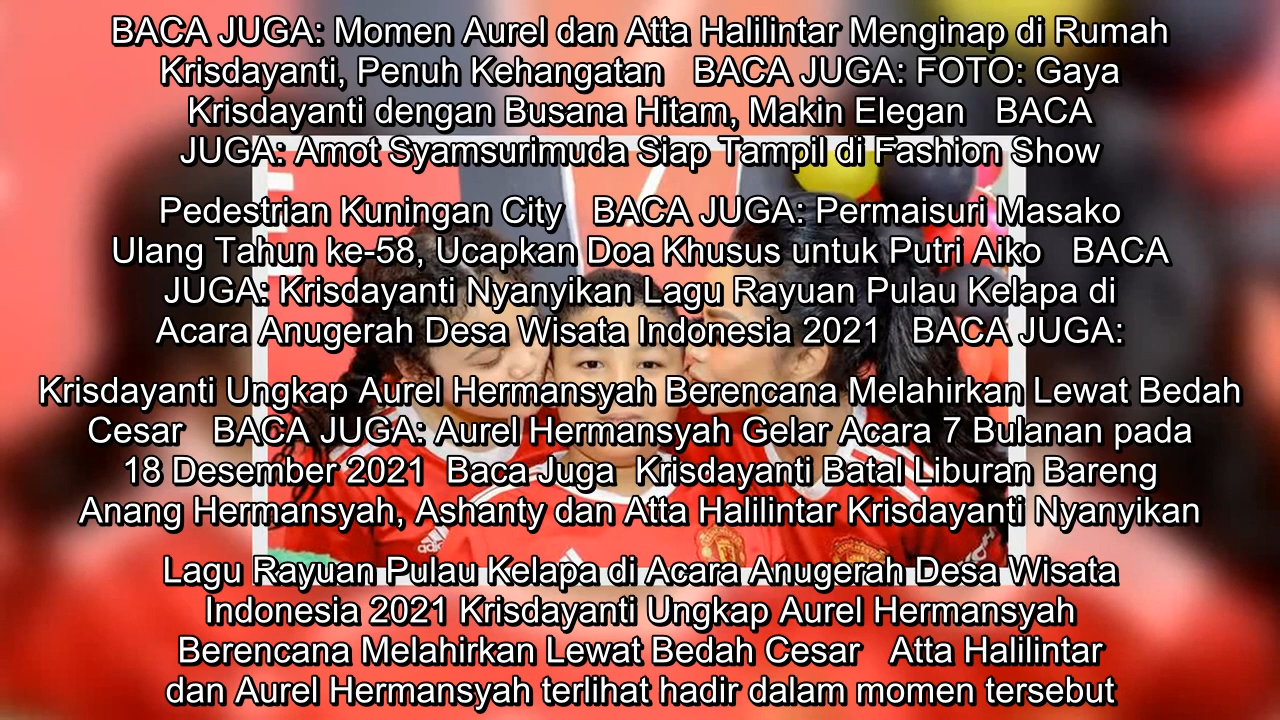 BACA JUGA: Momen Aurel dan Atta Halilintar Menginap di Rumah
Krisdayanti, Penuh Kehangatan   BACA JUGA: FOTO: Gaya
Krisdayanti dengan Busana Hitam, Makin Elegan   BACA
JUGA: Amot Syamsurimuda Siap Tampil di Fashion Show
Pedestrian Kuningan City   BACA JUGA: Permaisuri Masako
Ulang Tahun ke-58, Ucapkan Doa Khusus untuk Putri Aiko   BACA
JUGA: Krisdayanti Nyanyikan Lagu Rayuan Pulau Kelapa di
Acara Anugerah Desa Wisata Indonesia 2021   BACA JUGA:
Krisdayanti Ungkap Aurel Hermansyah Berencana Melahirkan Lewat Bedah
Cesar   BACA JUGA: Aurel Hermansyah Gelar Acara 7 Bulanan pada
18 Desember 2021  Baca Juga  Krisdayanti Batal Liburan Bareng
Anang Hermansyah, Ashanty dan Atta Halilintar Krisdayanti Nyanyikan
adidas
Lagu Rayuan Pulau Kelapa di Acara Anugerah Desa Wisata
Indonesia 2021 Krisdayanti Ungkap Aurel Hermansyah
Berencana Melahirkan Lewat Bedah Cesar   Atta Halilintar
dan Aurel Hermansyah terlihat hadir dalam momen tersebut